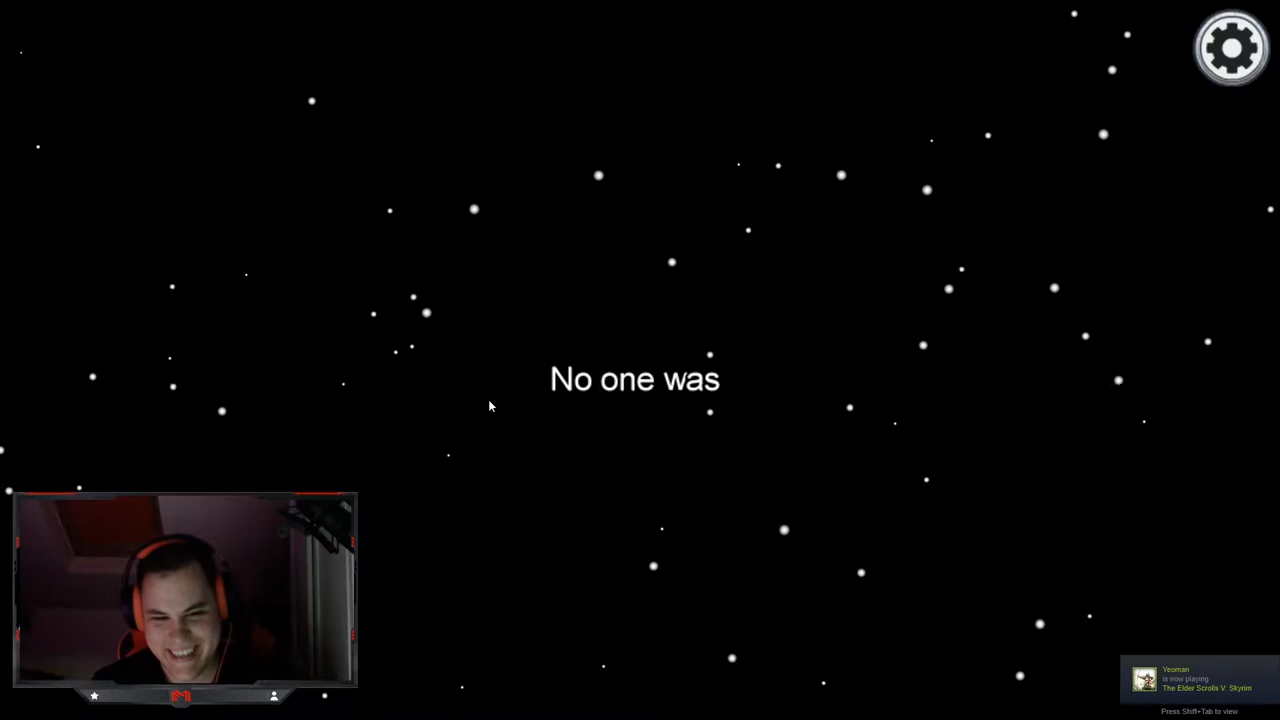 No one was
Yeoman
is now playing
The Elder Scrolls V: Skyrim
Press Shift+Tab to view